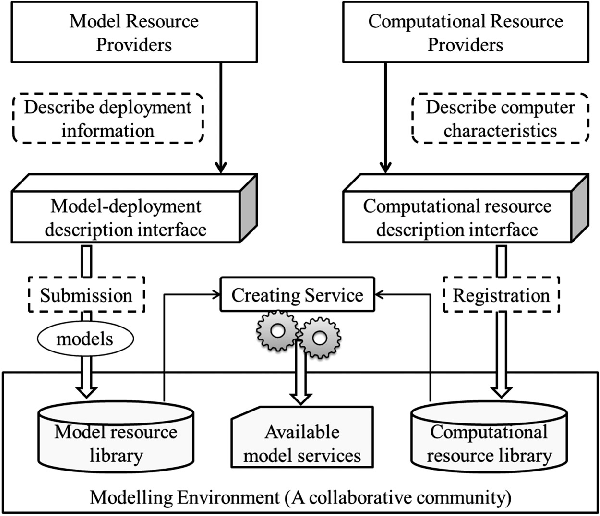 Model Resource
Providers
Computational Resource
Providers
Describe deployment
information
Describe computer
characteristics
Model-deployment
description interface
Computational resource
description interface
Submission
Creating Service
Registration
models
Model resource
library
Available
model services
Computational
resource library
Modelling Environment (A collaborative community)